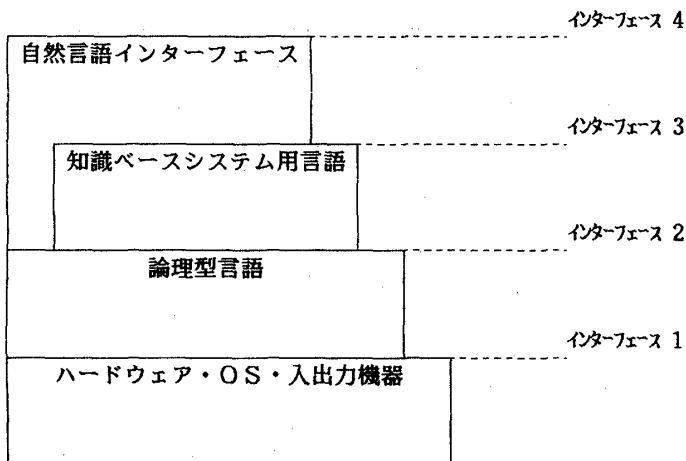 インターフェース 4
自然言語インターフェース
インターフェース 3
知識ベースシステム用言語
インターフェース 2
論理型言語
インターフェース 1
ハードウェア・OS・入出力機器